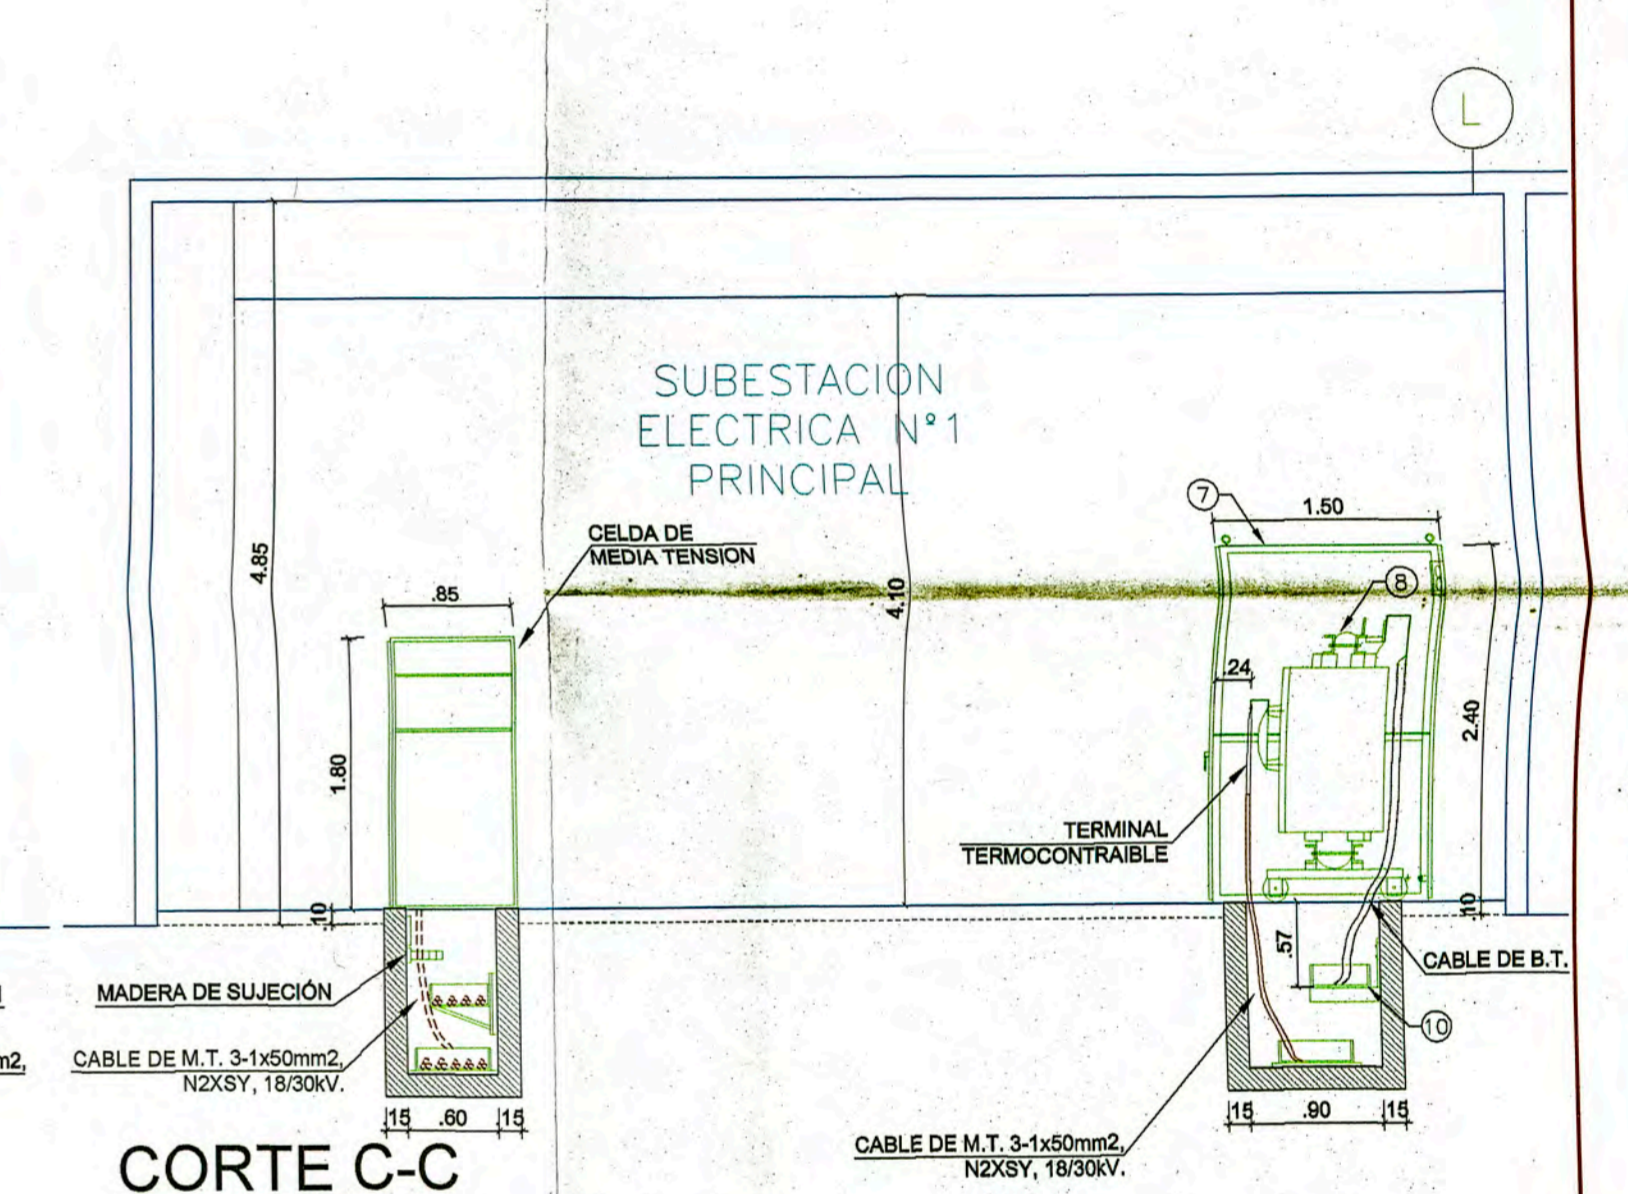 L
SUBESTACION
ELECTRICA N° 1
PRINCIPAL
7
1.50
CELDA DE
MEDIA TENSION
4.85
.85
4.10
8
.24
2.40
1.80
TERMINAL
TERMOCONTRAIBLE
.10
.10
.57
CABLE DE B.T.
MADERA DE SUJECIÓN
10
m2,
CABLE DE M.T. 3-1x50mm2,
N2XSY, 18/30kV.
15 .60 15
15 .90 15
CABLE DE M.T. 3-1x50mm2,
N2XSY, 18/30kV.
CORTE C-C